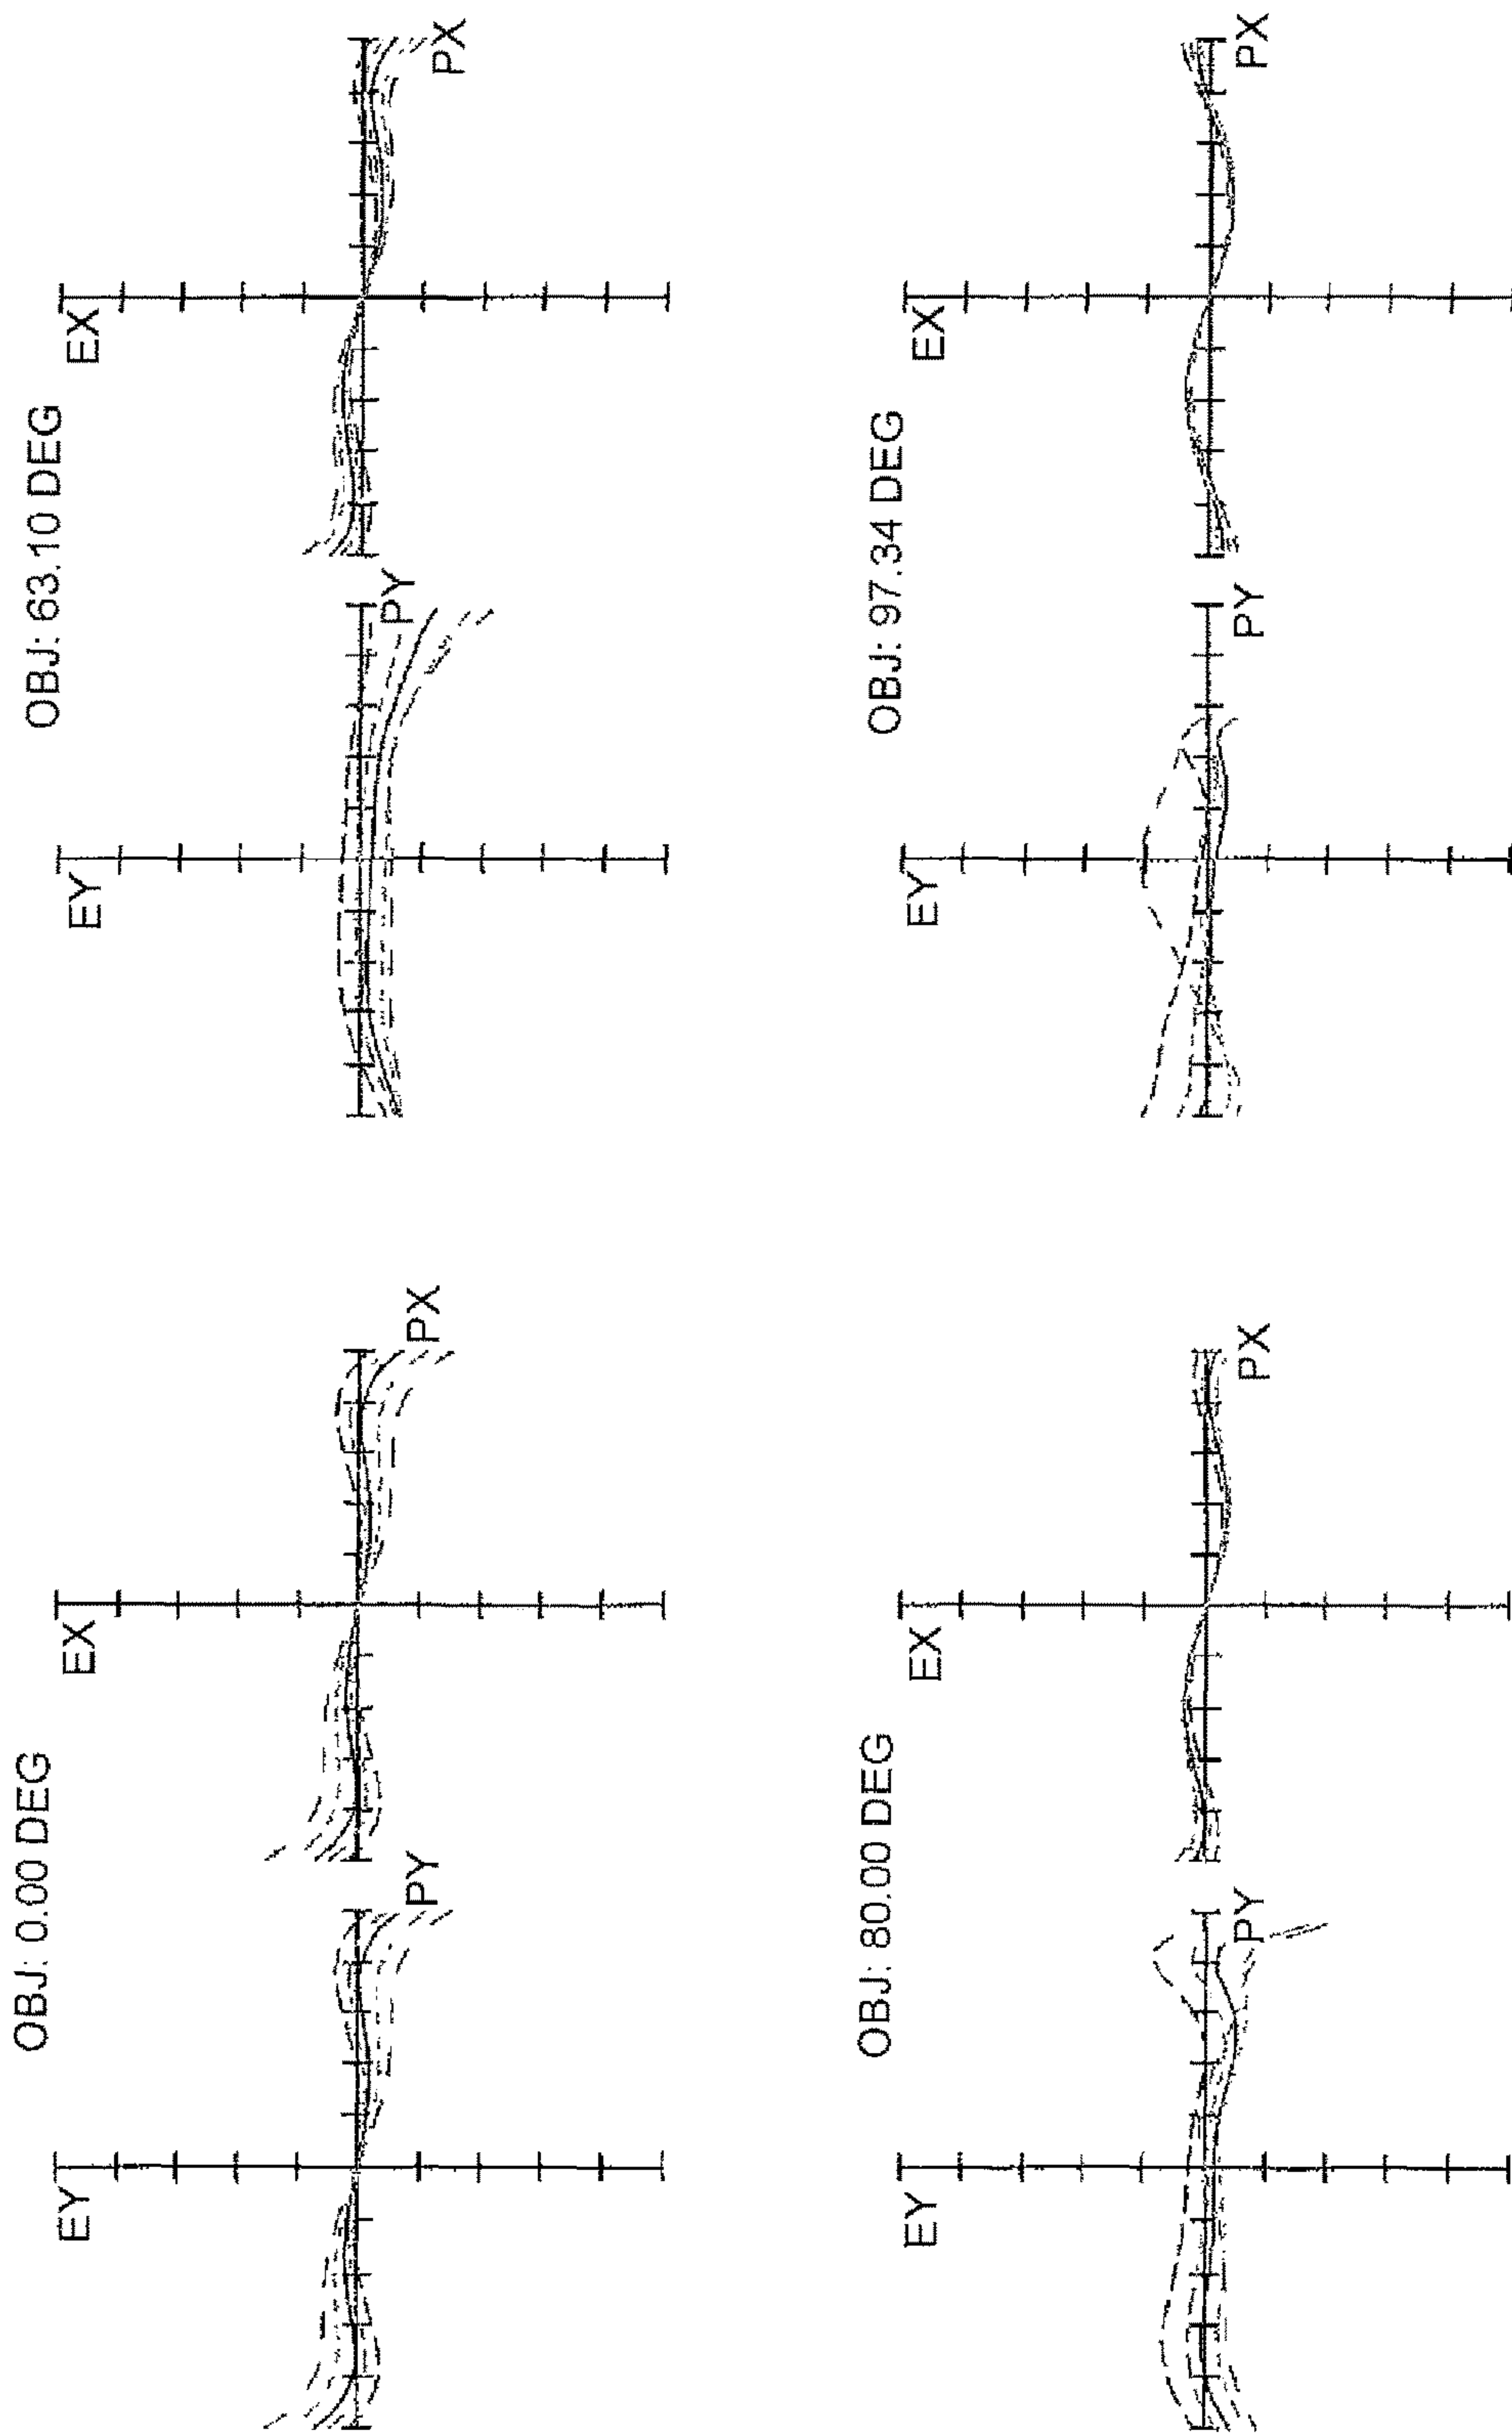 OBJ: 0.00 DEG
EY
PY
EX
PX
OBJ: 63.10 DEG
EY
PY
EX
PX
OBJ: 80.00 DEG
EY
PY
EX
PX
OBJ: 97.34 DEG
EY
PY
EX
PX